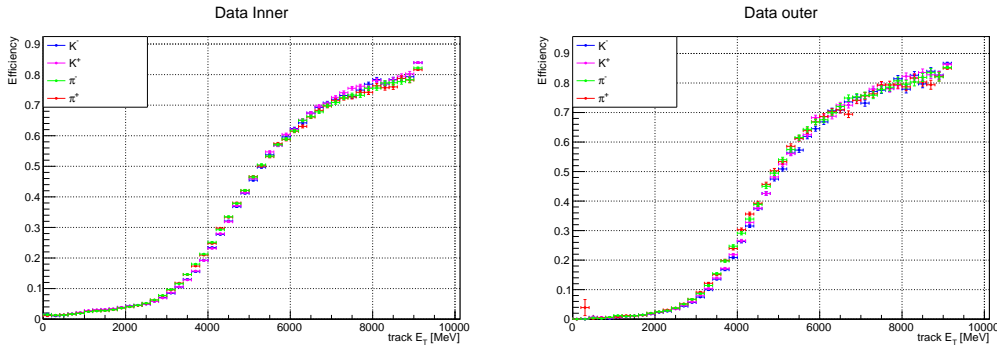 Data Inner
Efficiency
0.9
0.8
0.7
0.6
0.5
0.4
0.3
0.2
0.1
0
K⁻
K⁺
π⁻
π⁺
0 2000 4000 6000 8000 10000
track E_T [MeV]
Data outer
Efficiency
0.9
0.8
0.7
0.6
0.5
0.4
0.3
0.2
0.1
0
K⁻
K⁺
π⁻
π⁺
0 2000 4000 6000 8000 10000
track E_T [MeV]